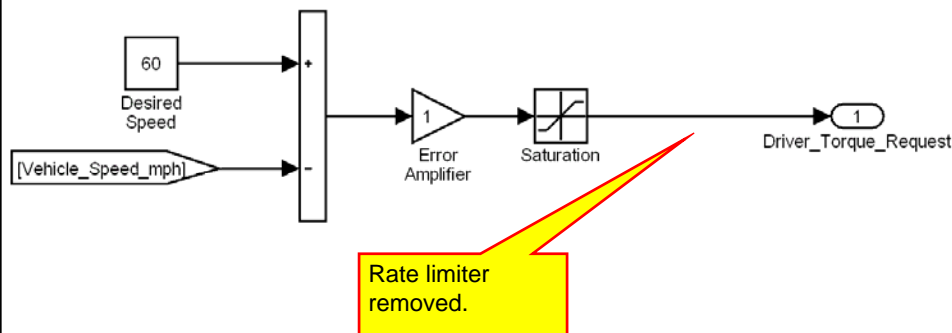 60
Desired
Speed
[Vehicle_Speed_mph]
+
-
1
Error
Amplifier
Saturation
1
Driver_Torque_Request
Rate limiter
removed.